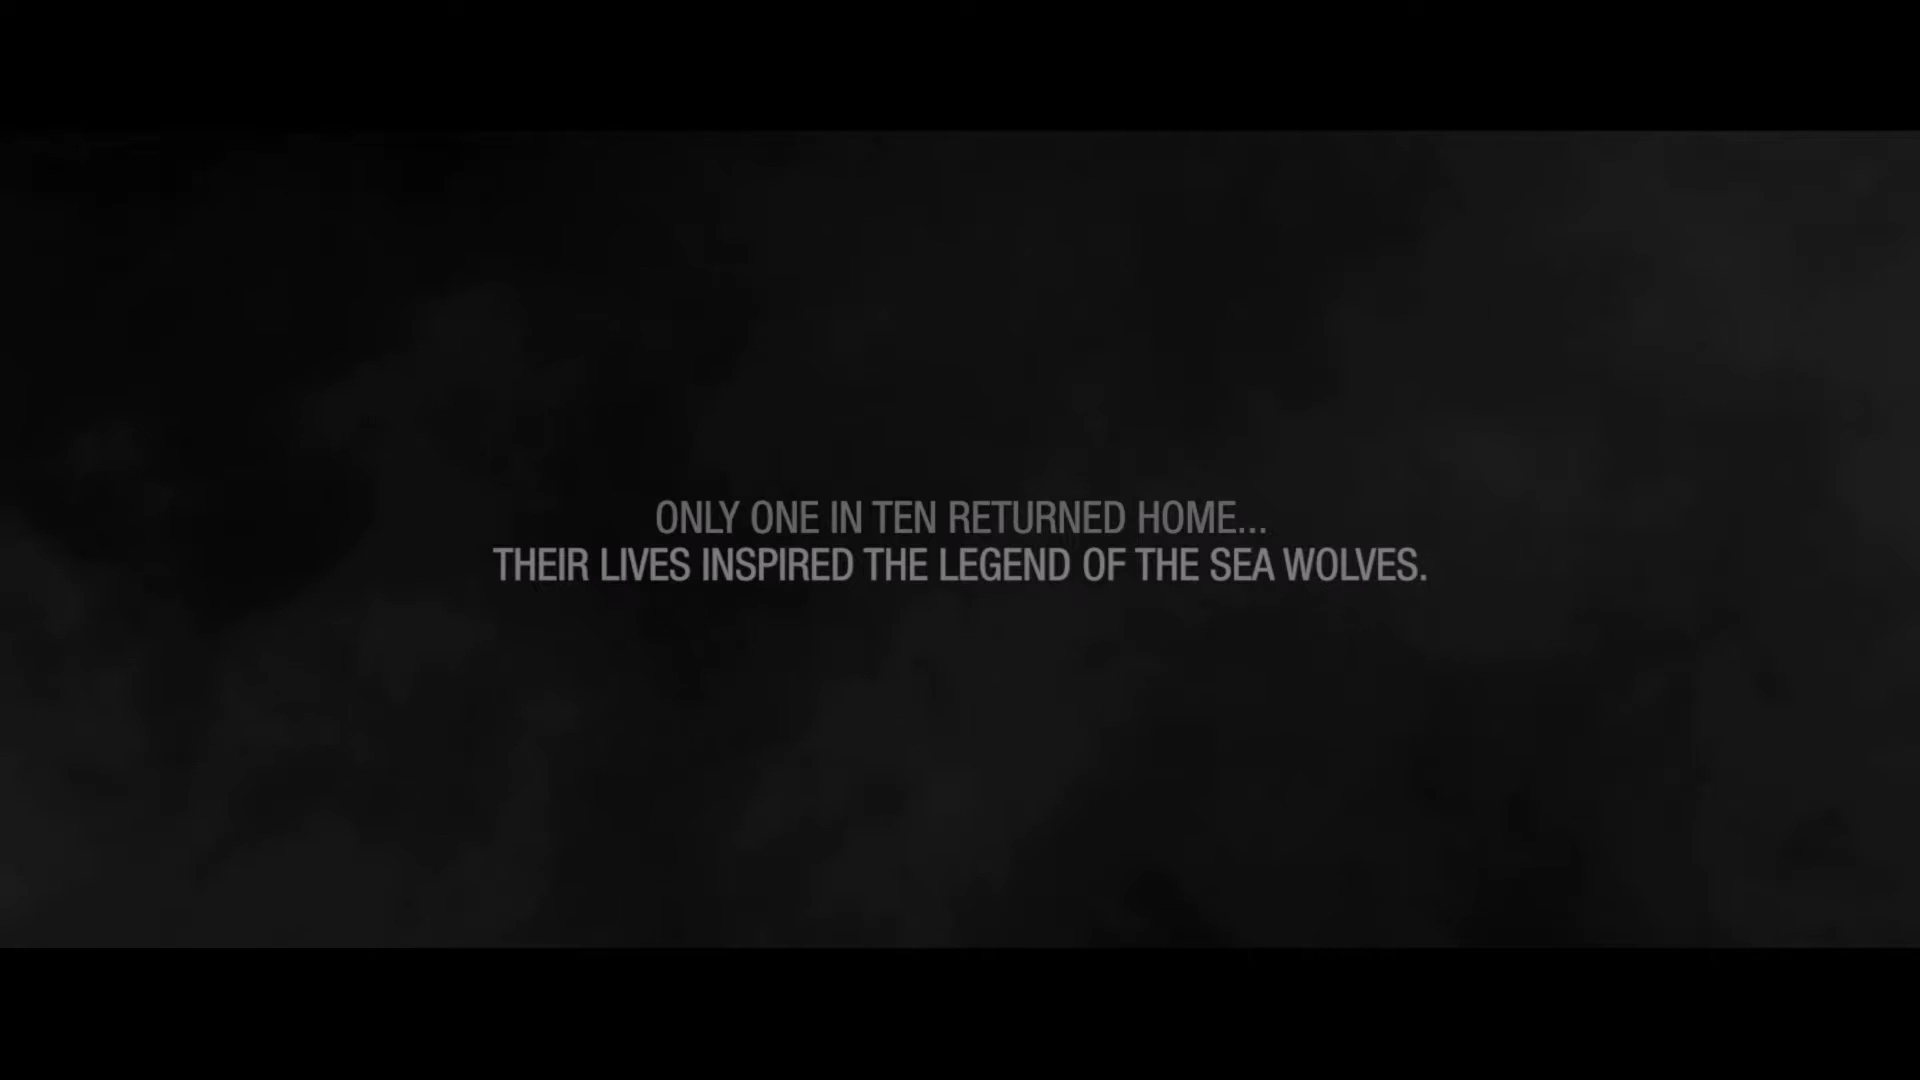 ONLY ONE IN TEN RETURNED HOME...
THEIR LIVES INSPIRED THE LEGEND OF THE SEA WOLVES.